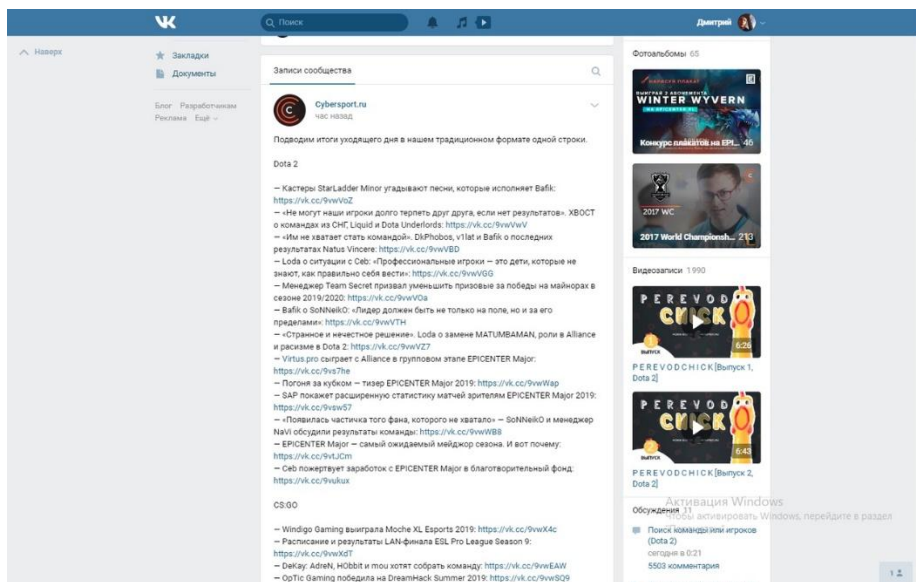 Поиск
Дмитрий
Наверх
Закладки
Документы
Блог Разработчикам
Реклама Ещё
Записи сообщества
Cybersport.ru
час назад
Подводим итоги уходящего дня в нашем традиционном формате одной строки.
Dota 2
— Кастеры StarLadder Minor угадывают песни, которые исполняет Bafik:
https://vk.cc/9vwVoZ
— «Не могут наши игроки долго терпеть друг друга, если нет результатов». ХВОСТ
о командах из СНГ, Liquid и Dota Underlords: https://vk.cc/9vwVwV
— «Им не хватает стать командой». DkPhobos, v1lat и Bafik о последних
результатах Natus Vincere: https://vk.cc/9vwVBD
— Loda о ситуации с Ceb: «Профессиональные игроки — это дети, которые не
знают, как правильно себя вести»: https://vk.cc/9vwVGG
— Менеджер Team Secret призвал уменьшить призовые за победы на майнорах в
сезоне 2019/2020: https://vk.cc/9vwVOa
— Bafik о SoNNeikO: «Лидер должен быть не только на поле, но и за его
пределами»: https://vk.cc/9vwVTH
— «Странное и нечестное решение». Loda о замене MATUMBAMAN, роли в Alliance
и расизме в Dota 2: https://vk.cc/9vwVZ7
— Virtus.pro сыграет с Alliance в групповом этапе EPICENTER Major:
https://vk.cc/9vs7he
— Погоня за кубком — тизер EPICENTER Major 2019: https://vk.cc/9vwWap
— SAP покажет расширенную статистику матчей зрителям EPICENTER Major 2019:
https://vk.cc/9vsw57
— «Появилась частичка того фана, которого не хватало» — SoNNeikO и менеджер
NaVi обсудили результаты команды: https://vk.cc/9vwWB8
— EPICENTER Major — самый ожидаемый мейджор сезона. И вот почему:
https://vk.cc/9vtJCm
— Ceb пожертвует заработок с EPICENTER Major в благотворительный фонд:
https://vk.cc/9vukux
CS:GO
— Windigo Gaming выиграла Moche XL Esports 2019: https://vk.cc/9vwX4c
— Расписание и результаты LAN-финала ESL Pro League Season 9:
https://vk.cc/9vwXdT
— DeKay: AdreN, HObbit и mou хотят собрать команду: https://vk.cc/9vwEAW
— OpTic Gaming победила на DreamHack Summer 2019: https://vk.cc/9vwSQ9
Фотоальбомы 65
WINTER WYVERN
Конкурс плакатов на EPI... 46
2017 WC
2017 World Championsh... 213
Видеозаписи 1 990
PEREVOD
CHICK
1
ВЫПУСК
6:26
P E R E V O D C H I C K [Выпуск 1,
Dota 2]
PEREVOD
CHICK
2
ВЫПУСК
6:43
P E R E V O D C H I C K [Выпуск 2,
Dota 2]
Обсуждения 11
Поиск команды или игроков
(Dota 2)
сегодня в 0:21
5503 комментария
Активация Windows
Чтобы активировать Windows, перейдите в раздел
1